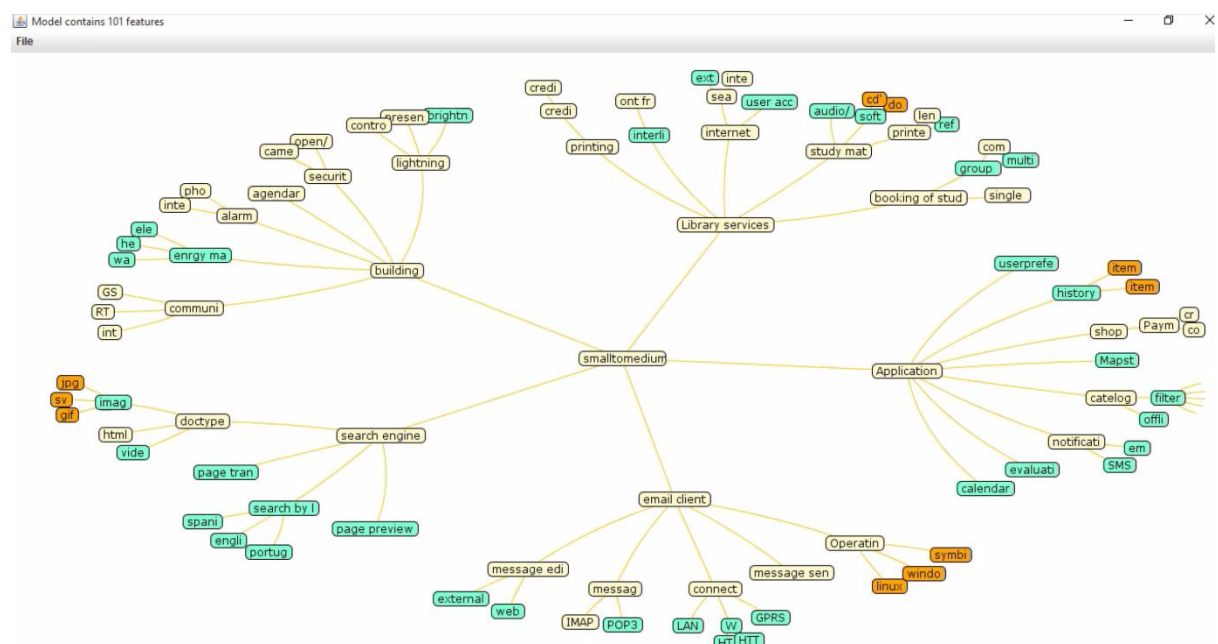 Model contains 101 features
File
credi
credi
printing
ont fr
interli
ext
inte
sea
user acc
internet
audio/
cd'
do
soft
len
ref
printe
study mat
com
multi
group
single
booking of stud
Library services
contro
presen
brightn
lightning
came
open/
securit
agendar
pho
inte
alarm
ele
he
wa
enrgy ma
building
GS
RT
int
communi
smalltomedium
userprefe
item
item
history
shop
Paym
cr
co
Mapst
Application
catelog
filter
offli
notificati
em
SMS
evaluati
calendar
jpg
sv
gif
imag
doctype
html
vide
search engine
page tran
search by l
spani
engli
portug
page preview
email client
message edi
external
web
messag
IMAP
POP3
connect
LAN
W
GPRS
HT
HTT
message sen
Operatin
symbi
windo
linux